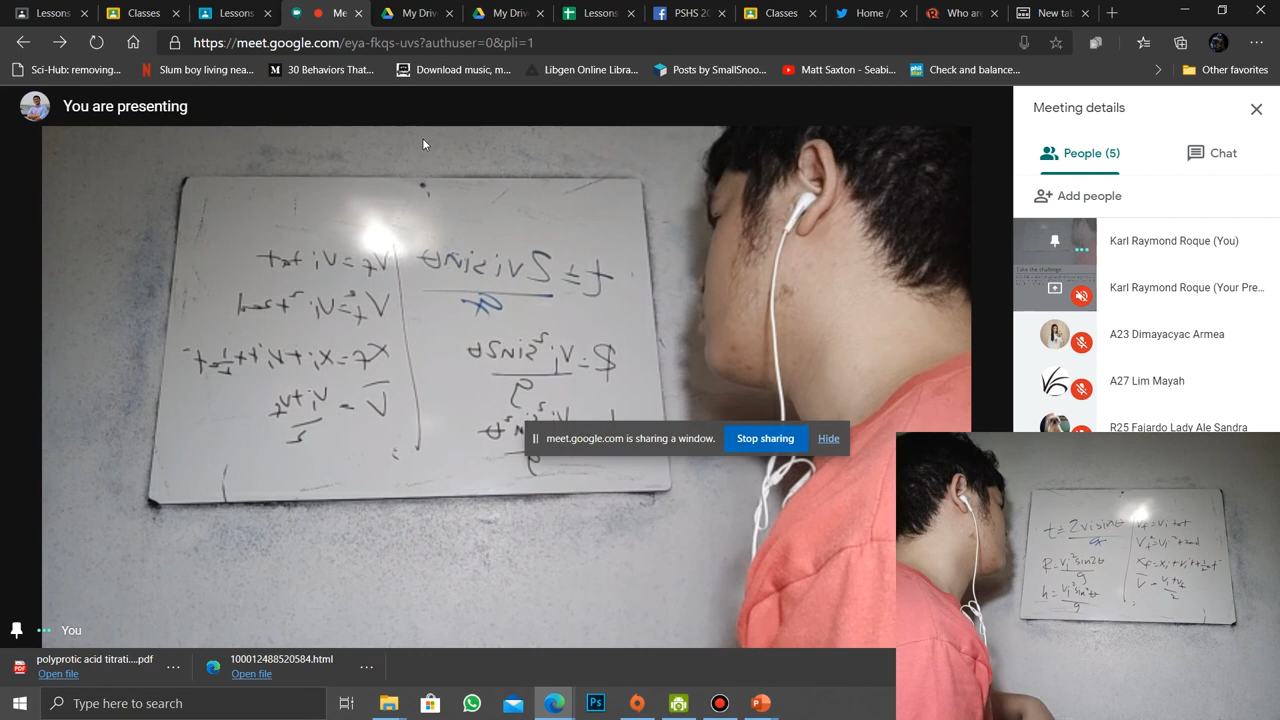 Lessons
Classes
Lessons
Me
My Driv
My Driv
Lessons
PSHS 20
Classes
Home /
Who are
New tab
https://meet.google.com/eya-fkqs-uvs?authuser=0&pli=1
Sci-Hub: removing...
Slum boy living nea...
30 Behaviors That...
Download music, m...
Libgen Online Libra...
Posts by SmallSnoo...
Matt Saxton - Seabi...
Check and balance...
Other favorites
You are presenting
Meeting details
People (5)
Chat
Add people
Karl Raymond Roque (You)
Take the challenge
Karl Raymond Roque (Your Pre...
A23 Dimayacyac Armea
A27 Lim Mayah
R25 Fajardo Lady Ale Sandra
meet.google.com is sharing a window.
Stop sharing
Hide
t = 2visinθ
R = vi²sin2θ
g
h = vi²sin²θ
g
vf = vi + at
vf² = vi² + 2ad
xf = xi + vit + ½at²
v = vi + vf
2
You
polyprotic acid titrati....pdf
Open file
100012488520584.html
Open file
Type here to search